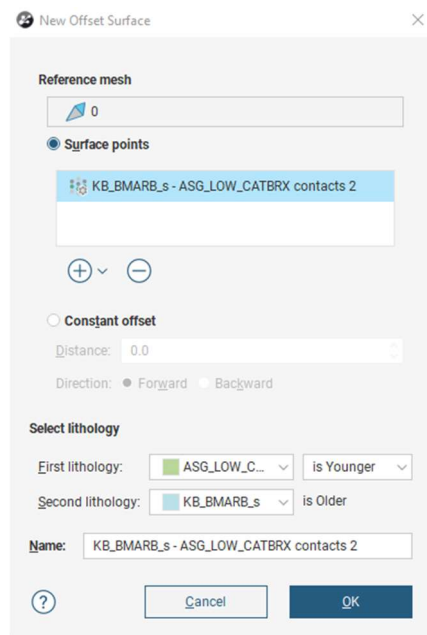 New Offset Surface
Reference mesh
0
Surface points
KB_BMARB_s - ASG_LOW_CATBRX contacts 2
Constant offset
Distance: 0.0
Direction: Forward Backward
Select lithology
First lithology: ASG_LOW_C... is Younger
Second lithology: KB_BMARB_s is Older
Name: KB_BMARB_s - ASG_LOW_CATBRX contacts 2
? Cancel OK